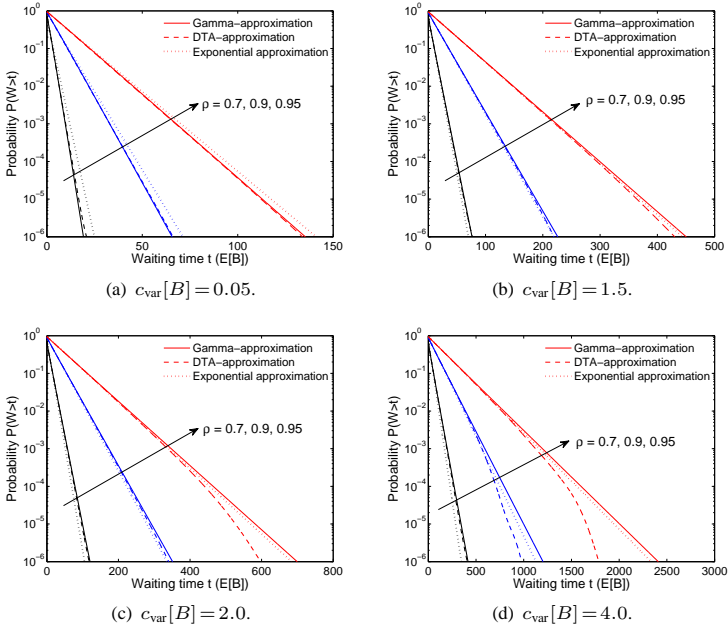 Gamma−approximation
DTA−approximation
Exponential approximation
ρ = 0.7, 0.9, 0.95
Probability P(W>t)
10^0
10^-1
10^-2
10^-3
10^-4
10^-5
10^-6
0 50 100 150
Waiting time t (E[B])
(a) c_var[B] = 0.05.
Gamma−approximation
DTA−approximation
Exponential approximation
ρ = 0.7, 0.9, 0.95
Probability P(W>t)
10^0
10^-1
10^-2
10^-3
10^-4
10^-5
10^-6
0 100 200 300 400 500
Waiting time t (E[B])
(b) c_var[B] = 1.5.
Gamma−approximation
DTA−approximation
Exponential approximation
ρ = 0.7, 0.9, 0.95
Probability P(W>t)
10^0
10^-1
10^-2
10^-3
10^-4
10^-5
10^-6
0 200 400 600 800
Waiting time t (E[B])
(c) c_var[B] = 2.0.
Gamma−approximation
DTA−approximation
Exponential approximation
ρ = 0.7, 0.9, 0.95
Probability P(W>t)
10^0
10^-1
10^-2
10^-3
10^-4
10^-5
10^-6
0 500 1000 1500 2000 2500 3000
Waiting time t (E[B])
(d) c_var[B] = 4.0.